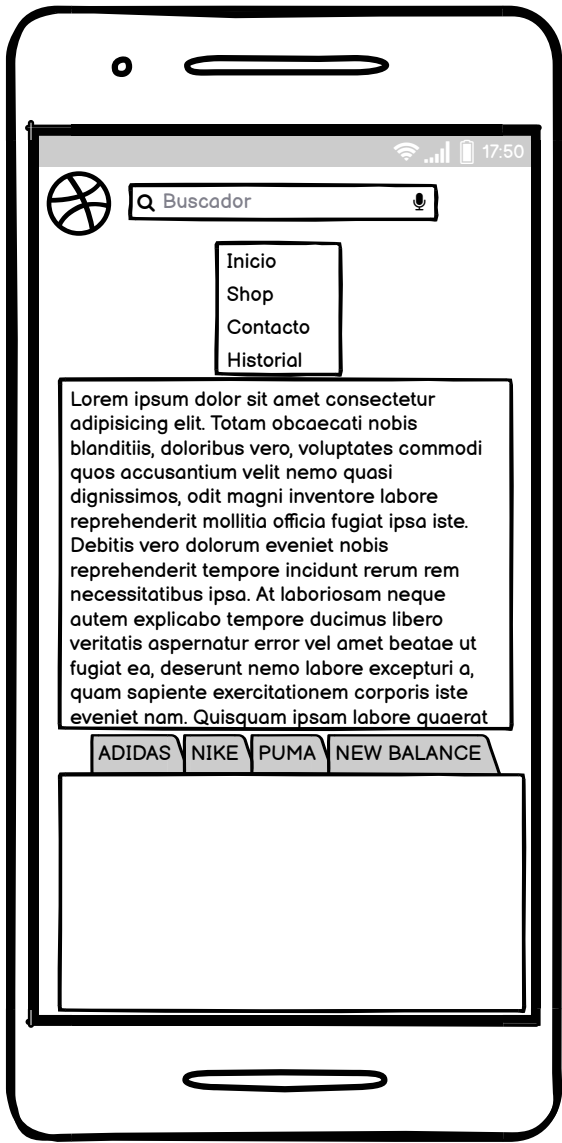 17:50
Buscador
Inicio
Shop
Contacto
Historial
Lorem ipsum dolor sit amet consectetur
adipisicing elit. Totam obcaecati nobis
blanditiis, doloribus vero, voluptates commodi
quos accusantium velit nemo quasi
dignissimos, odit magni inventore labore
reprehenderit mollitia officia fugiat ipsa iste.
Debitis vero dolorum eveniet nobis
reprehenderit tempore incidunt rerum rem
necessitatibus ipsa. At laboriosam neque
autem explicabo tempore ducimus libero
veritatis aspernatur error vel amet beatae ut
fugiat ea, deserunt nemo labore excepturi a,
quam sapiente exercitationem corporis iste
eveniet nam. Quisquam ipsam labore quaerat
ADIDAS NIKE PUMA NEW BALANCE